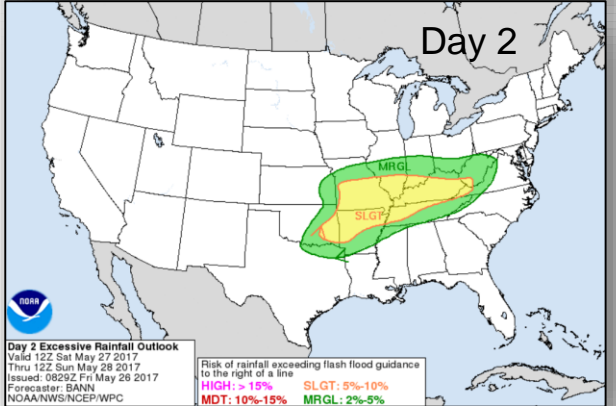 Day 2
MRGL
SLGT
NOAA
Day 2 Excessive Rainfall Outlook
Valid 12Z Sat May 27 2017
Thru 12Z Sun May 28 2017
Issued: 0829Z Fri May 26 2017
Forecaster: BANN
NOAA/NWS/NCEP/WPC
Risk of rainfall exceeding flash flood guidance
to the right of a line
HIGH: > 15% SLGT: 5%-10%
MDT: 10%-15% MRGL: 2%-5%